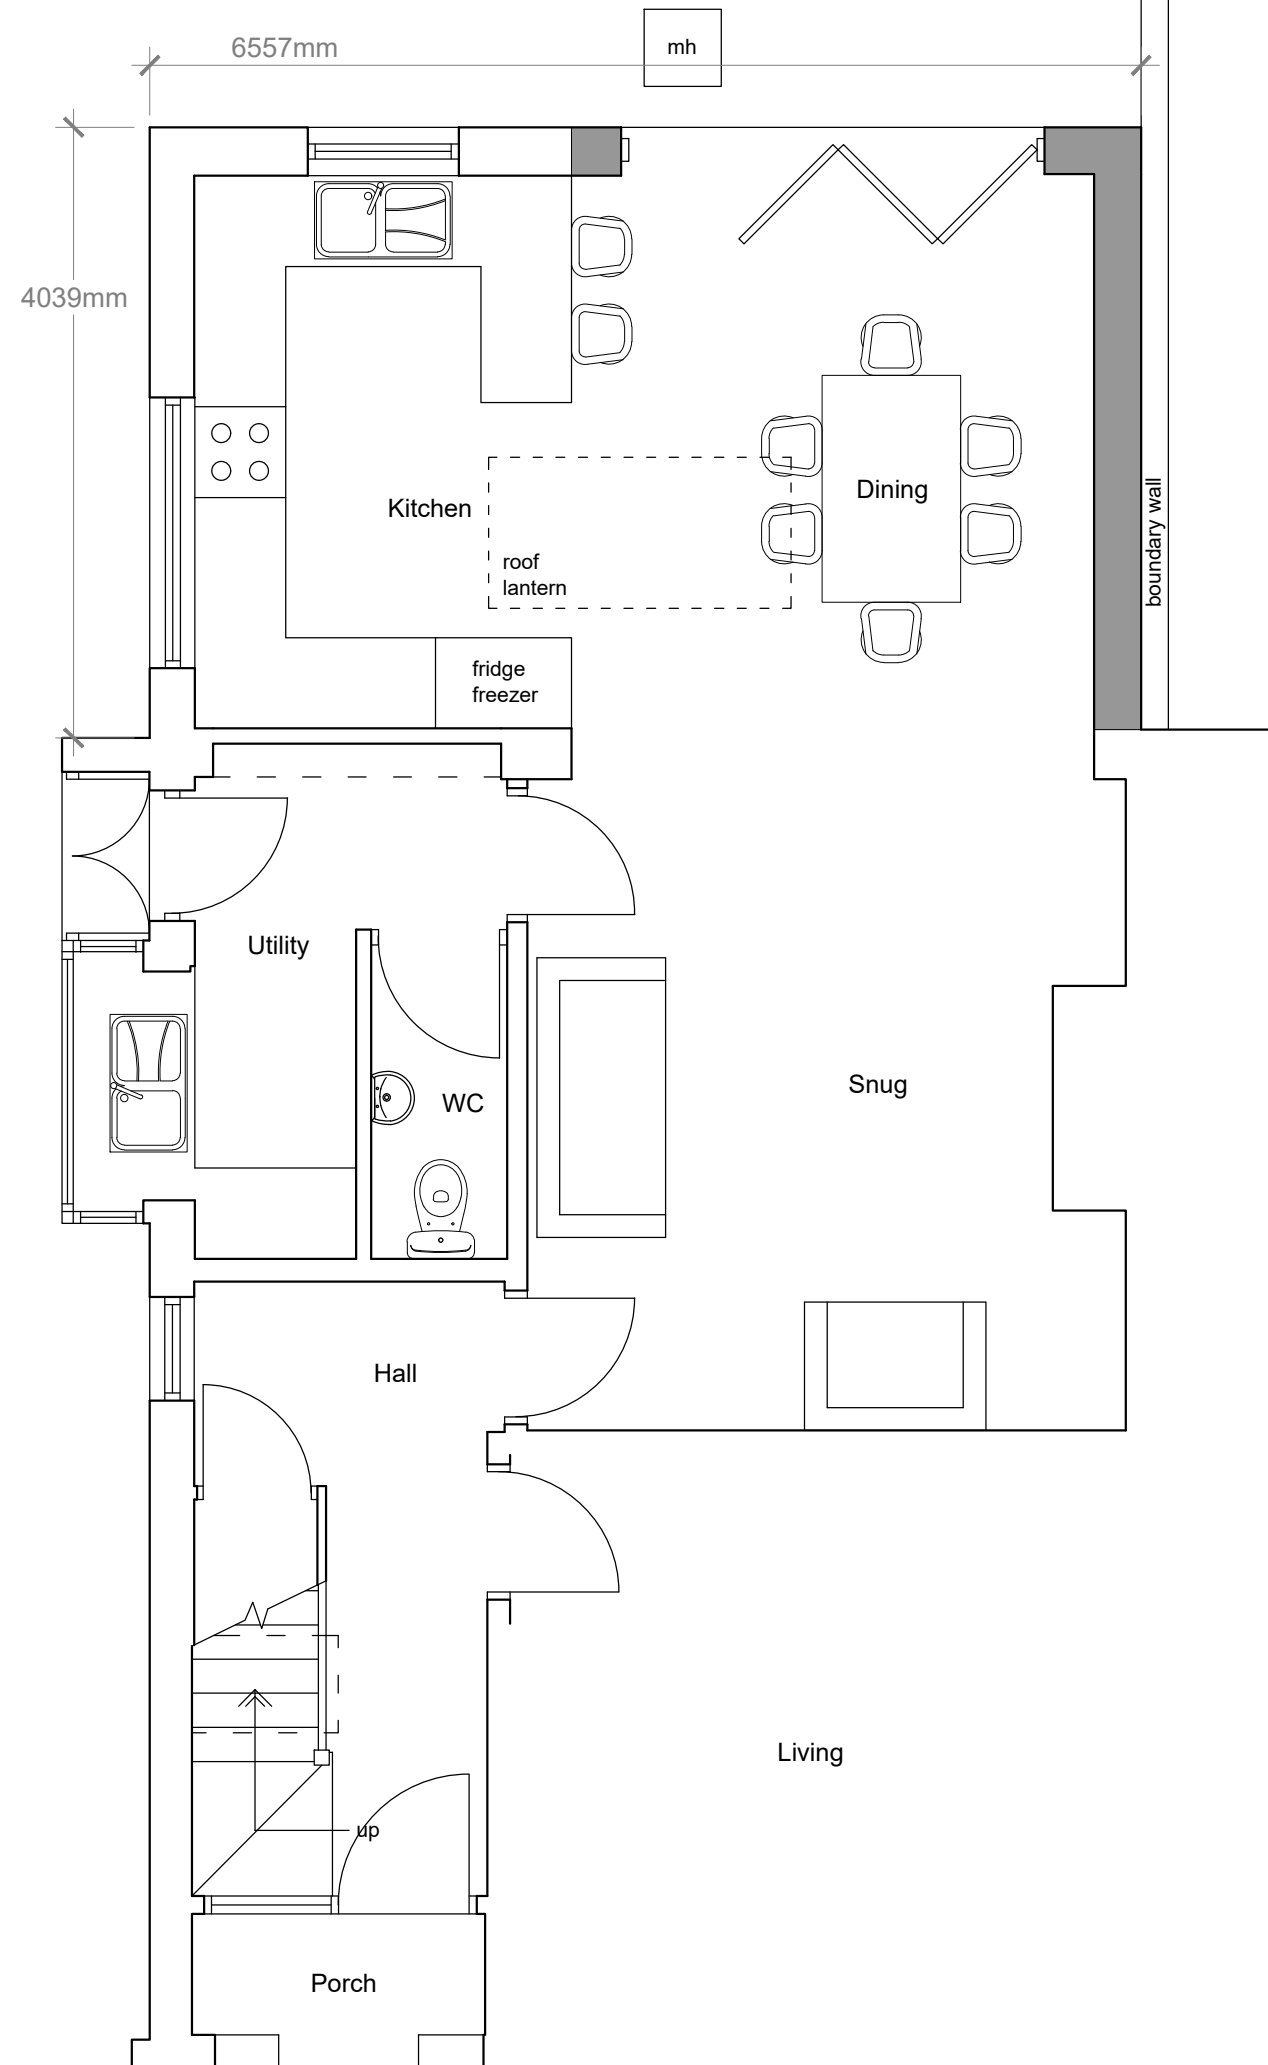 6557mm
mh
4039mm
Kitchen
Dining
roof
lantern
boundary wall
fridge
freezer
Utility
Snug
WC
Hall
Living
up
Porch